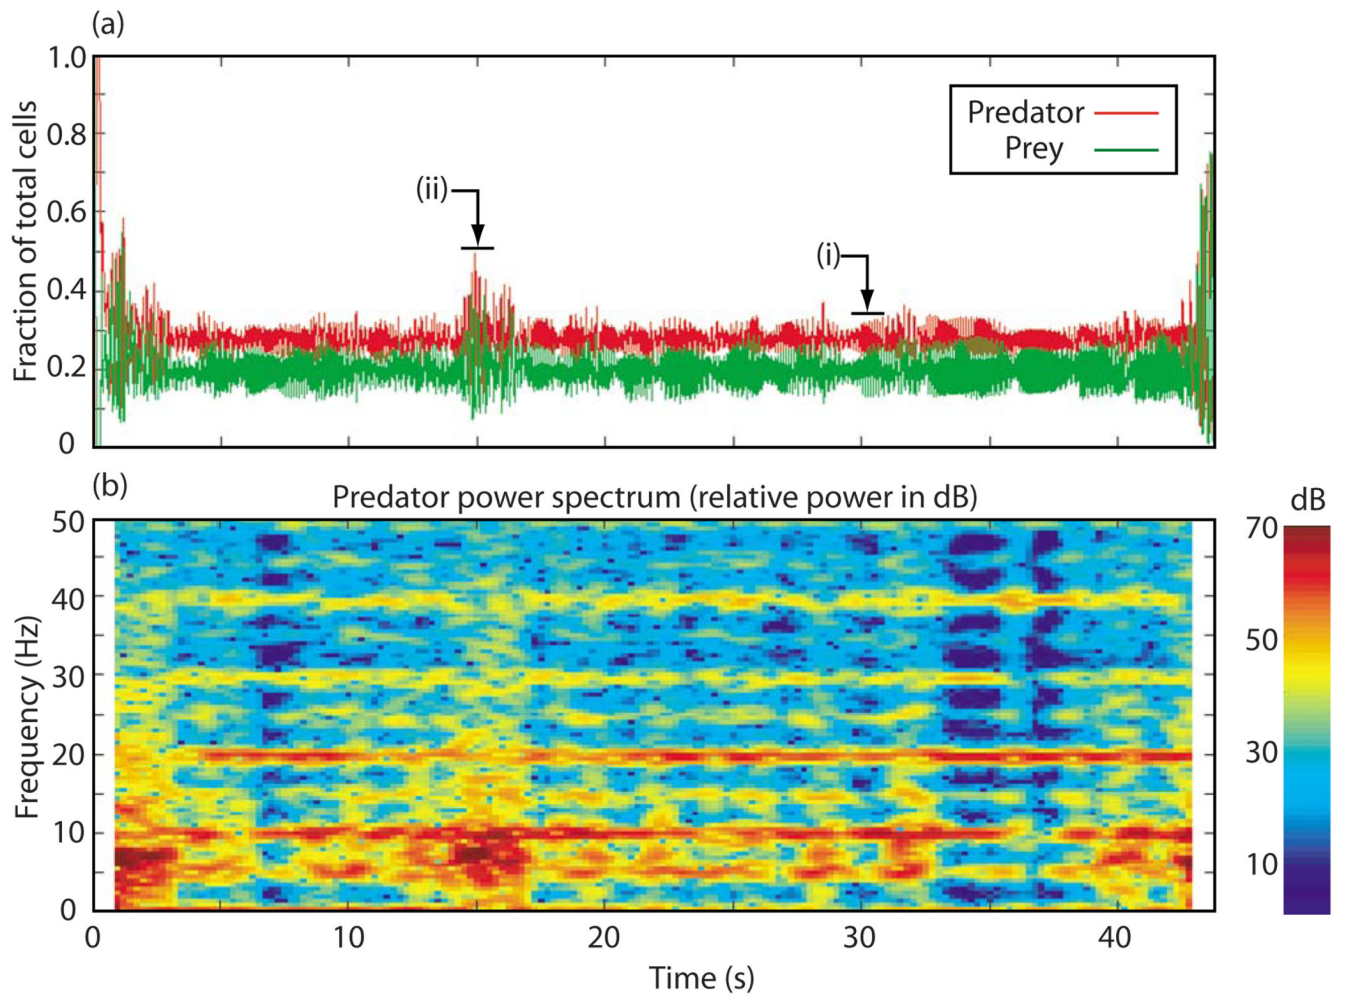 (a)
1.0
0.8
0.6
0.4
0.2
0
Fraction of total cells
Predator
Prey
(ii)
(i)
(b)
Predator power spectrum (relative power in dB)
dB
50
40
30
20
10
0
Frequency (Hz)
70
50
30
10
0 10 20 30 40
Time (s)